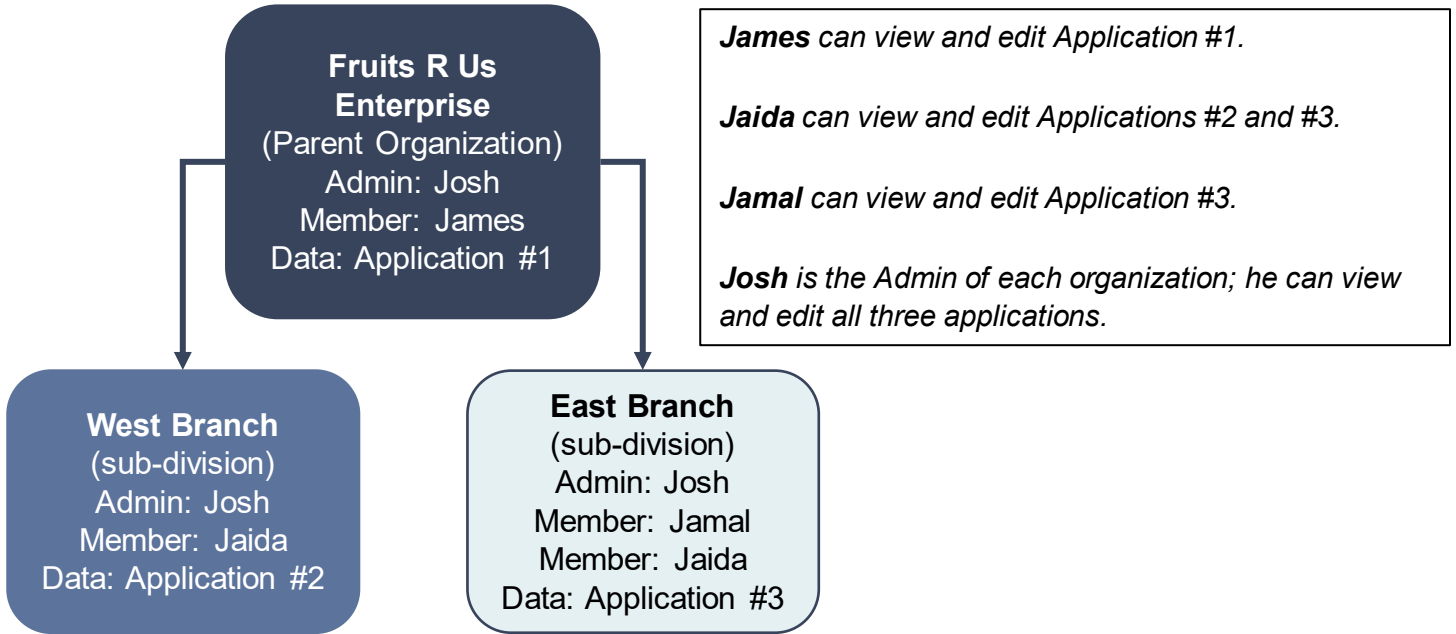 Fruits R Us
Enterprise
(Parent Organization)
Admin: Josh
Member: James
Data: Application #1
James can view and edit Application #1.
Jaida can view and edit Applications #2 and #3.
Jamal can view and edit Application #3.
Josh is the Admin of each organization; he can view
and edit all three applications.
West Branch
(sub-division)
Admin: Josh
Member: Jaida
Data: Application #2
East Branch
(sub-division)
Admin: Josh
Member: Jamal
Member: Jaida
Data: Application #3